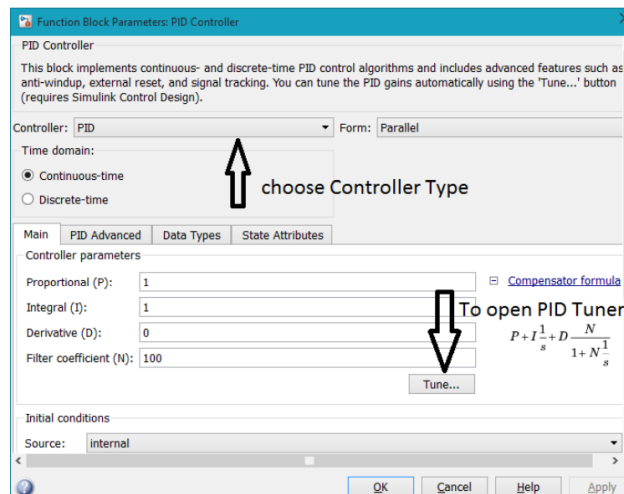 Function Block Parameters: PID Controller
PID Controller
This block implements continuous- and discrete-time PID control algorithms and includes advanced features such as
anti-windup, external reset, and signal tracking. You can tune the PID gains automatically using the 'Tune...' button
(requires Simulink Control Design).
Controller: PID Form: Parallel
Time domain:
Continuous-time
choose Controller Type
Discrete-time
Main PID Advanced Data Types State Attributes
Controller parameters
Proportional (P): 1 Compensator formula
Integral (I): 1 To open PID Tuner
Derivative (D): 0 P+I 1/s +D N/(1+N 1/s)
Filter coefficient (N): 100
Tune...
Initial conditions
Source: internal
OK Cancel Help Apply